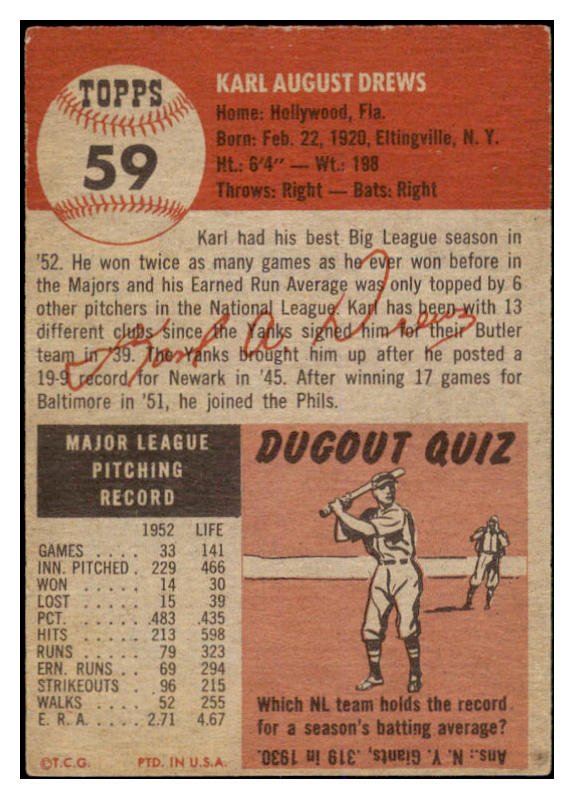 TOPPS
59
KARL AUGUST DREWS
Home: Hollywood, Fla.
Born: Feb. 22, 1920, Eltingville, N. Y.
Ht.: 6'4" — Wt.: 198
Throws: Right — Bats: Right
Karl had his best Big League season in
'52. He won twice as many games as he ever won before in
the Majors and his Earned Run Average was only topped by 6
other pitchers in the National League. Karl has been with 13
different clubs since the Yanks signed him for their Butler
team in '39. The Yanks brought him up after he posted a
19-9 record for Newark in '45. After winning 17 games for
Baltimore in '51, he joined the Phils.
Karl A Drews
MAJOR LEAGUE
PITCHING
RECORD
1952 LIFE
GAMES . . . . 33 141
INN. PITCHED . 229 466
WON . . . . . 14 30
LOST . . . . . 15 39
PCT. . . . . . .483 .435
HITS . . . . . 213 598
RUNS . . . . . 79 323
ERN. RUNS . . 69 294
STRIKEOUTS . 96 215
WALKS . . . . 52 255
E. R. A. . . . . 2.71 4.67
©T.C.G. PTD. IN U.S.A.
DUGOUT QUIZ
Which NL team holds the record
for a season's batting average?
Ans.: N. Y. Giants, .319 in 1930.